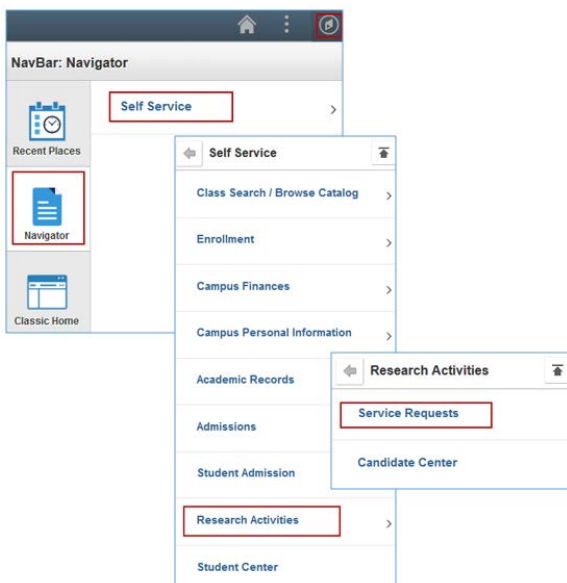 NavBar: Navigator
Recent Places
Navigator
Classic Home
Self Service
Self Service
Class Search / Browse Catalog
Enrollment
Campus Finances
Campus Personal Information
Academic Records
Admissions
Student Admission
Research Activities
Student Center
Research Activities
Service Requests
Candidate Center